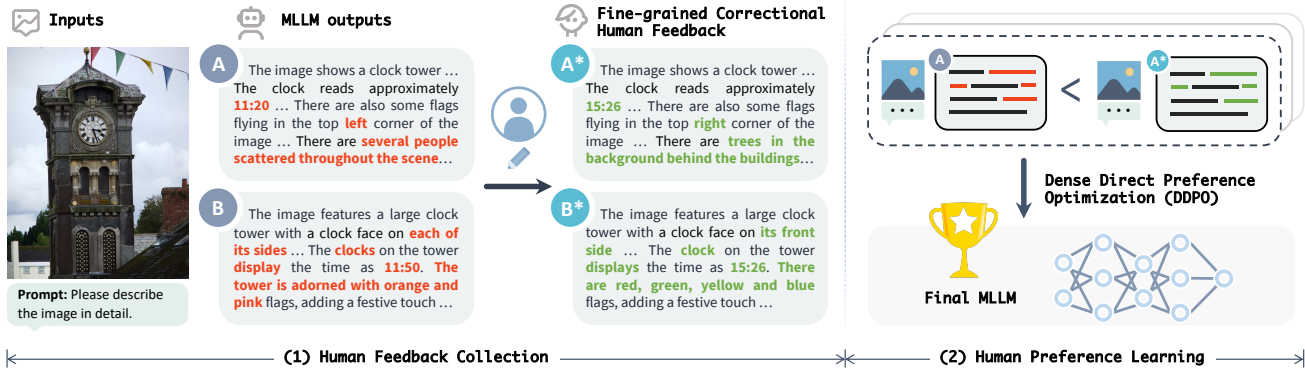 Inputs
MLLM outputs
Fine-grained Correctional
Human Feedback
Prompt: Please describe
the image in detail.
A
The image shows a clock tower …
The clock reads approximately
11:20 … There are also some flags
flying in the top left corner of the
image … There are several people
scattered throughout the scene…
B
The image features a large clock
tower with a clock face on each of
its sides … The clocks on the tower
display the time as 11:50. The
tower is adorned with orange and
pink flags, adding a festive touch …
A*
The image shows a clock tower …
The clock reads approximately
15:26 … There are also some flags
flying in the top right corner of the
image … There are trees in the
background behind the buildings…
B*
The image features a large clock
tower with a clock face on its front
side … The clock on the tower
displays the time as 15:26. There
are red, green, yellow and blue
flags, adding a festive touch …
A
<
A*
Dense Direct Preference
Optimization (DDPO)
Final MLLM
(1) Human Feedback Collection
(2) Human Preference Learning